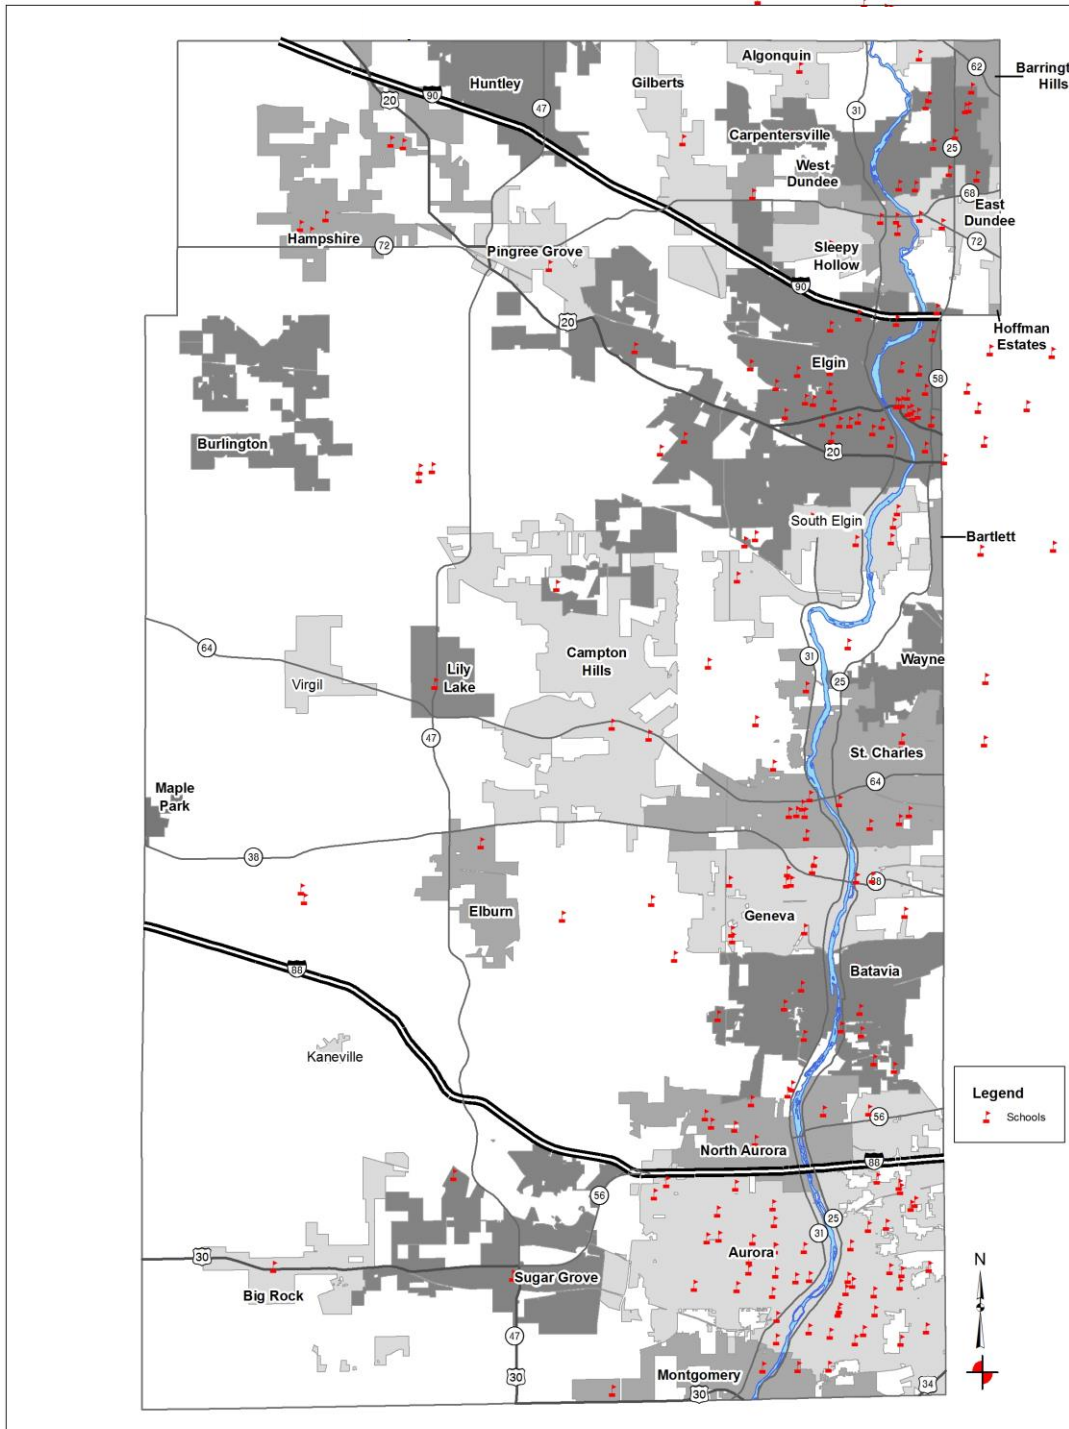 Algonquin
62
Barringt
Hills
Huntley
Gilberts
90
20
47
31
Carpentersville
25
West
Dundee
68
East
Dundee
Hampshire
72
Pingree Grove
Sleepy
Hollow
72
90
20
Hoffman
Estates
Elgin
58
Burlington
20
South Elgin
Bartlett
64
Campton
Hills
31
Wayne
Virgil
Lily
Lake
25
47
St. Charles
Maple
Park
64
38
38
Elburn
Geneva
88
Batavia
Kaneville
Legend
Schools
56
North Aurora
88
56
25
31
30
Aurora
N
Sugar Grove
Big Rock
47
Montgomery
30
30
34